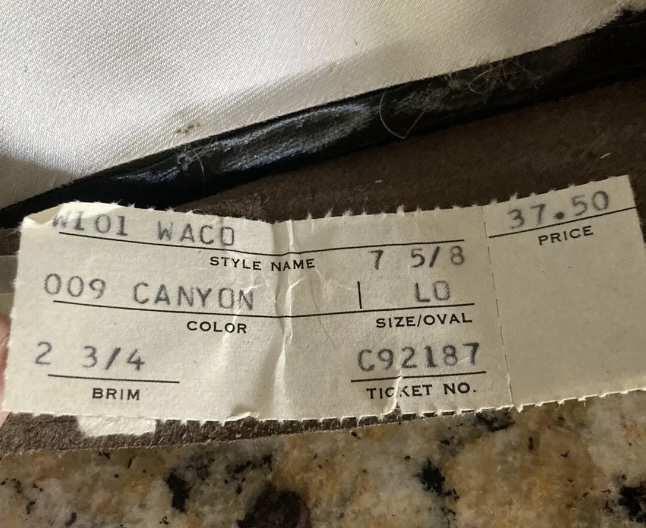 W101 WACO
STYLE NAME
7 5/8
37.50
PRICE
009 CANYON
LO
COLOR
SIZE/OVAL
2 3/4
BRIM
C92187
TICKET NO.